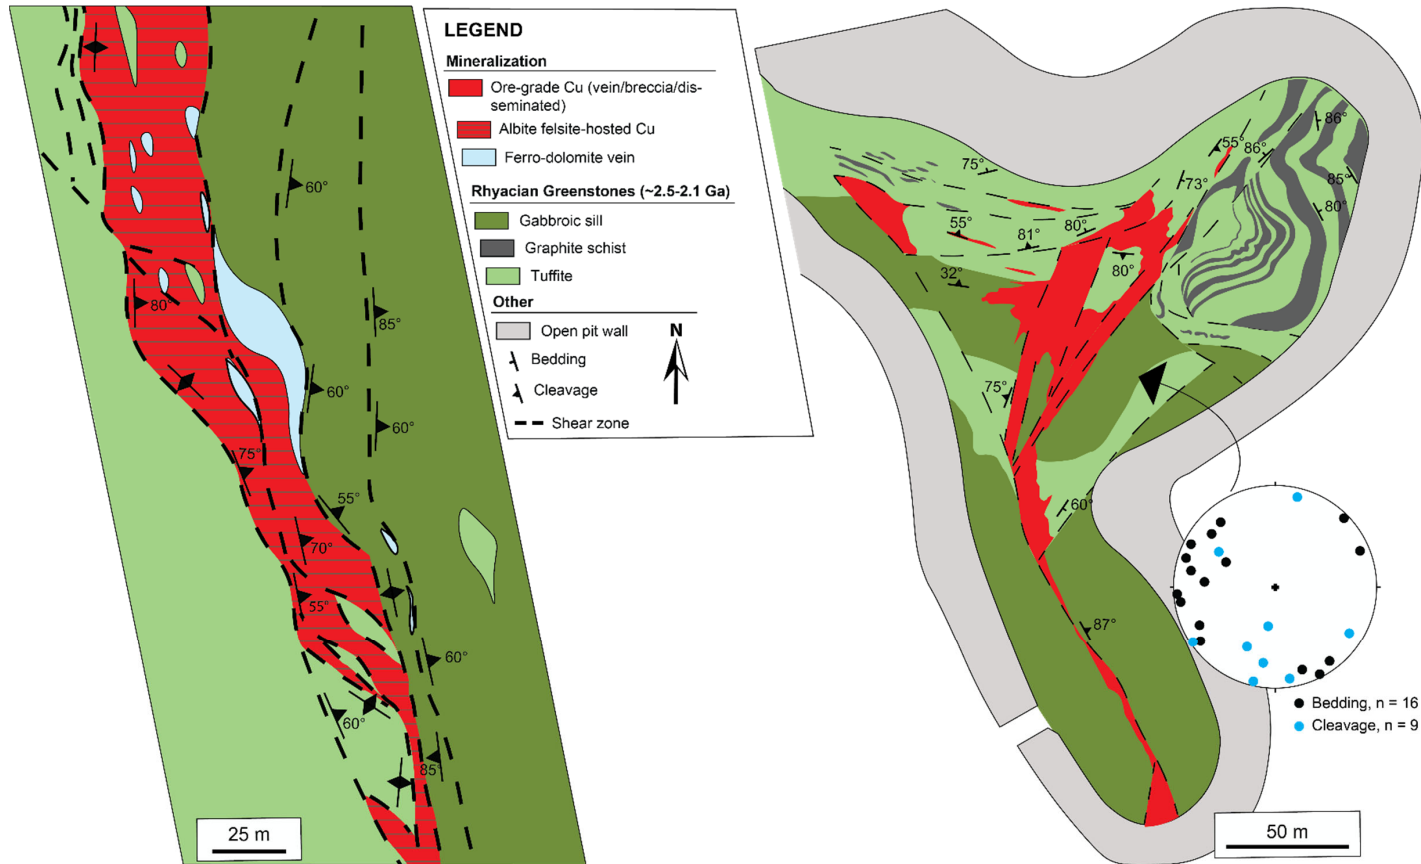 LEGEND
Mineralization
Ore-grade Cu (vein/breccia/dis-
seminated)
Albite felsite-hosted Cu
Ferro-dolomite vein
Rhyacian Greenstones (~2.5-2.1 Ga)
Gabbroic sill
Graphite schist
Tuffite
Other
Open pit wall
Bedding
Cleavage
Shear zone
N
60°
80°
85°
60°
60°
75°
55°
70°
55°
60°
60°
85°
25 m
75°
55°
86°
86°
73°
85°
80°
55°
81°
80°
80°
32°
75°
60°
87°
Bedding, n = 16
Cleavage, n = 9
50 m